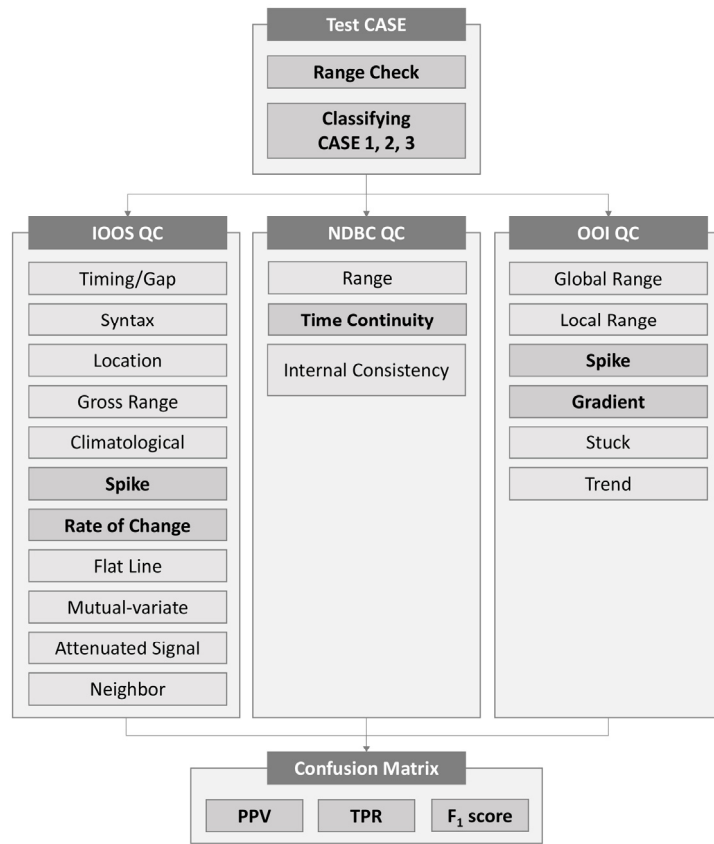 Test CASE
Range Check
Classifying
CASE 1, 2, 3
IOOS QC
Timing/Gap
Syntax
Location
Gross Range
Climatological
Spike
Rate of Change
Flat Line
Mutual-variate
Attenuated Signal
Neighbor
NDBC QC
Range
Time Continuity
Internal Consistency
OOI QC
Global Range
Local Range
Spike
Gradient
Stuck
Trend
Confusion Matrix
PPV
TPR
F₁ score